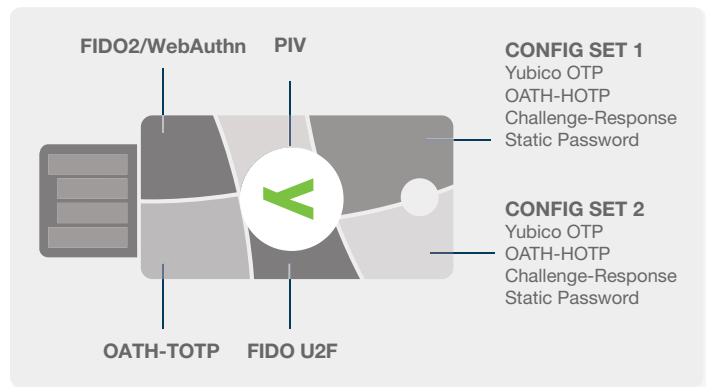 FIDO2/WebAuthn
PIV
CONFIG SET 1
Yubico OTP
OATH-HOTP
Challenge-Response
Static Password
CONFIG SET 2
Yubico OTP
OATH-HOTP
Challenge-Response
Static Password
OATH-TOTP
FIDO U2F